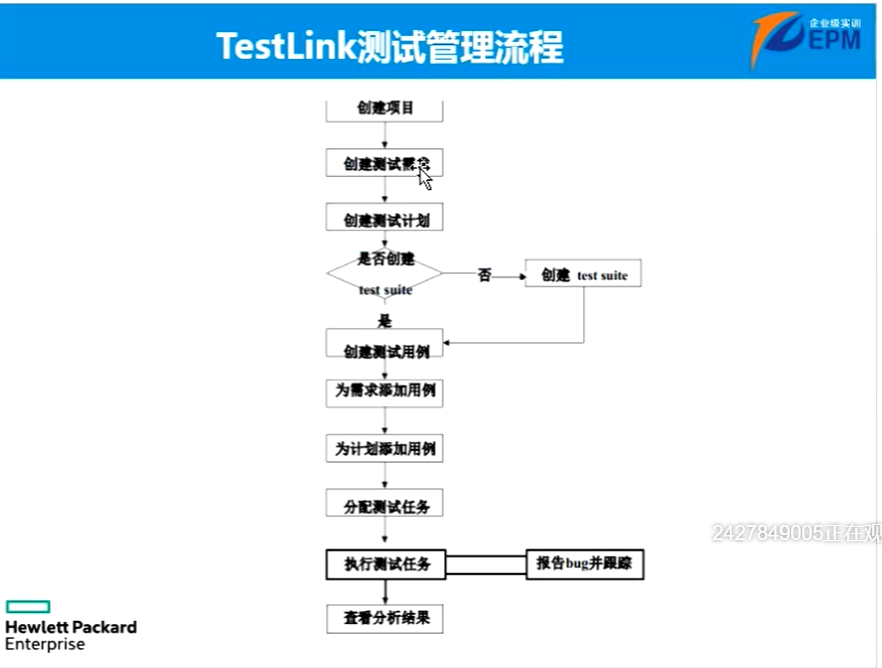 TestLink测试管理流程
企业级实训
EPM
创建项目
创建测试需求
创建测试计划
是否创建
test suite
否
创建 test suite
是
创建测试用例
为需求添加用例
为计划添加用例
分配测试任务
执行测试任务
报告bug并跟踪
查看分析结果
2427849005正在观
Hewlett Packard
Enterprise